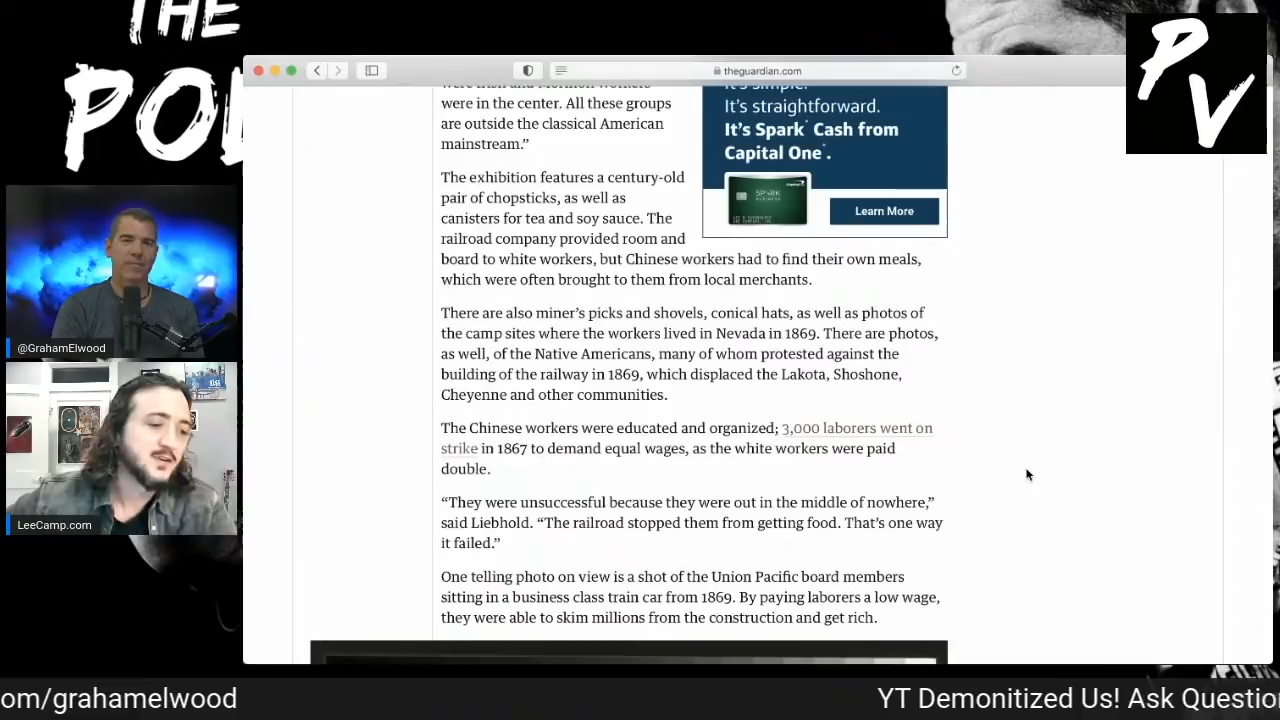 THE
PO
PV
theguardian.com
were in the center. All these groups
are outside the classical American
mainstream.”
The exhibition features a century-old
pair of chopsticks, as well as
canisters for tea and soy sauce. The
railroad company provided room and
board to white workers, but Chinese workers had to find their own meals,
which were often brought to them from local merchants.
There are also miner’s picks and shovels, conical hats, as well as photos of
the camp sites where the workers lived in Nevada in 1869. There are photos,
as well, of the Native Americans, many of whom protested against the
building of the railway in 1869, which displaced the Lakota, Shoshone,
Cheyenne and other communities.
The Chinese workers were educated and organized; 3,000 laborers went on
strike in 1867 to demand equal wages, as the white workers were paid
double.
“They were unsuccessful because they were out in the middle of nowhere,”
said Liebhold. “The railroad stopped them from getting food. That’s one way
it failed.”
One telling photo on view is a shot of the Union Pacific board members
sitting in a business class train car from 1869. By paying laborers a low wage,
they were able to skim millions from the construction and get rich.
It’s simple.
It’s straightforward.
It’s Spark® Cash from
Capital One®.
SPARK
BUSINESS
Learn More
@GrahamElwood
LeeCamp.com
om/grahamelwood
YT Demonitized Us! Ask Questio